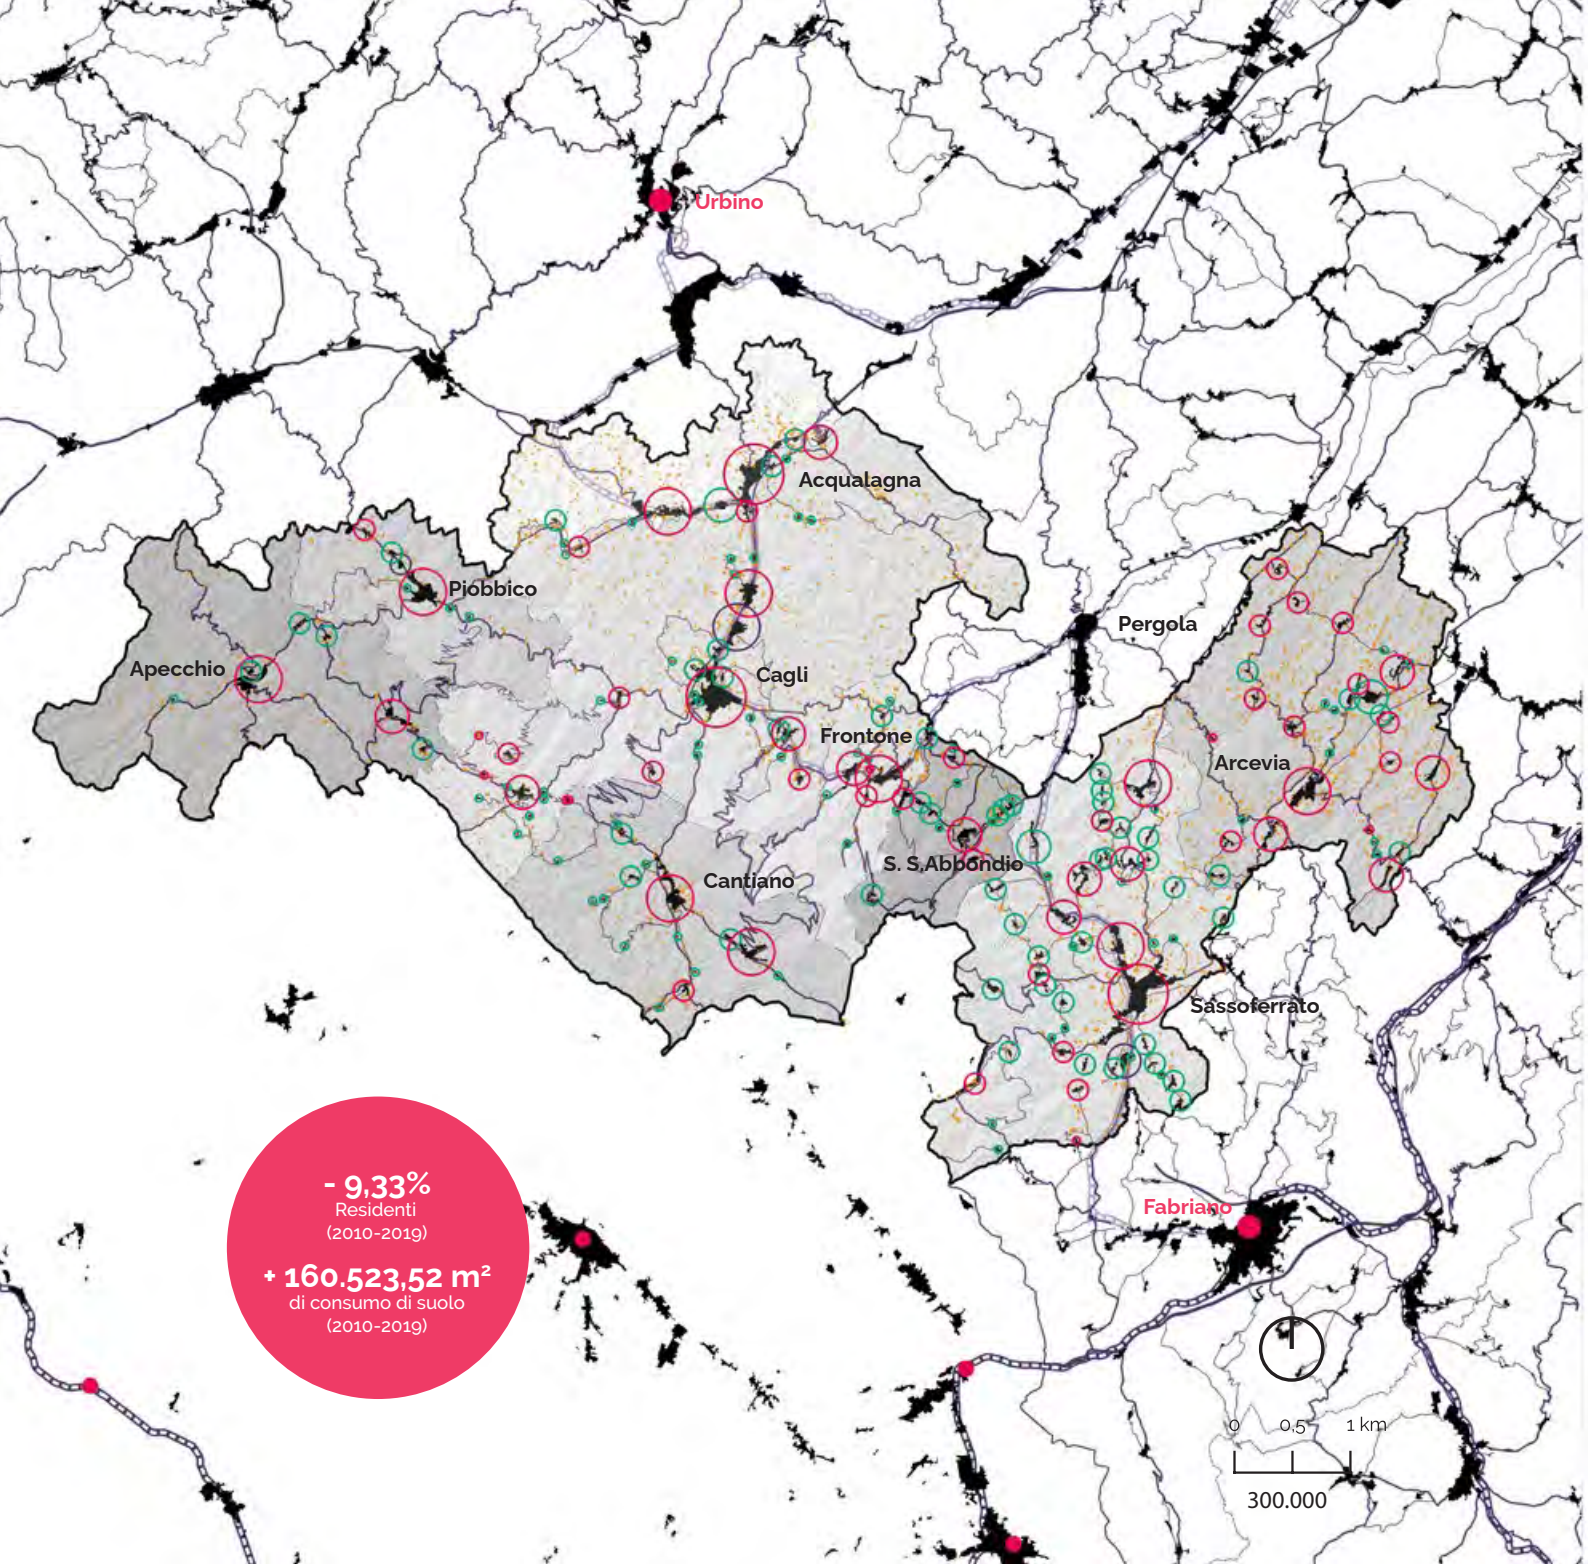 Urbino
Acqualagna
Piobbico
Pergola
Apecchio
Cagli
Frontone
Arcevia
S. S.Abbondio
Cantiano
Sassoferrato
- 9,33%
Residenti
(2010-2019)
+ 160.523,52 m²
di consumo di suolo
(2010-2019)
Fabriano
0 0,5 1 km
300.000